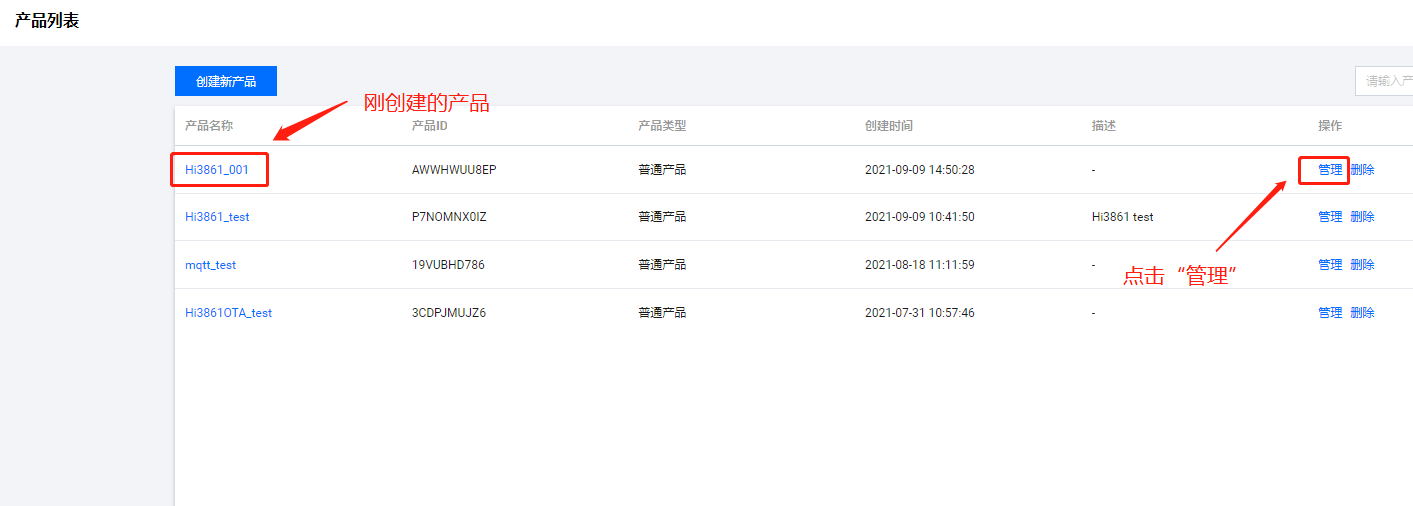 产品列表
创建新产品
请输入产
刚创建的产品
产品名称 产品ID 产品类型 创建时间 描述 操作
Hi3861_001 AWWHWUU8EP 普通产品 2021-09-09 14:50:28 - 管理 删除
Hi3861_test P7NOMNX0IZ 普通产品 2021-09-09 10:41:50 Hi3861 test 管理 删除
mqtt_test 19VUBHD786 普通产品 2021-08-18 11:11:59 - 管理 删除
点击“管理”
Hi3861OTA_test 3CDPJMUJZ6 普通产品 2021-07-31 10:57:46 - 管理 删除